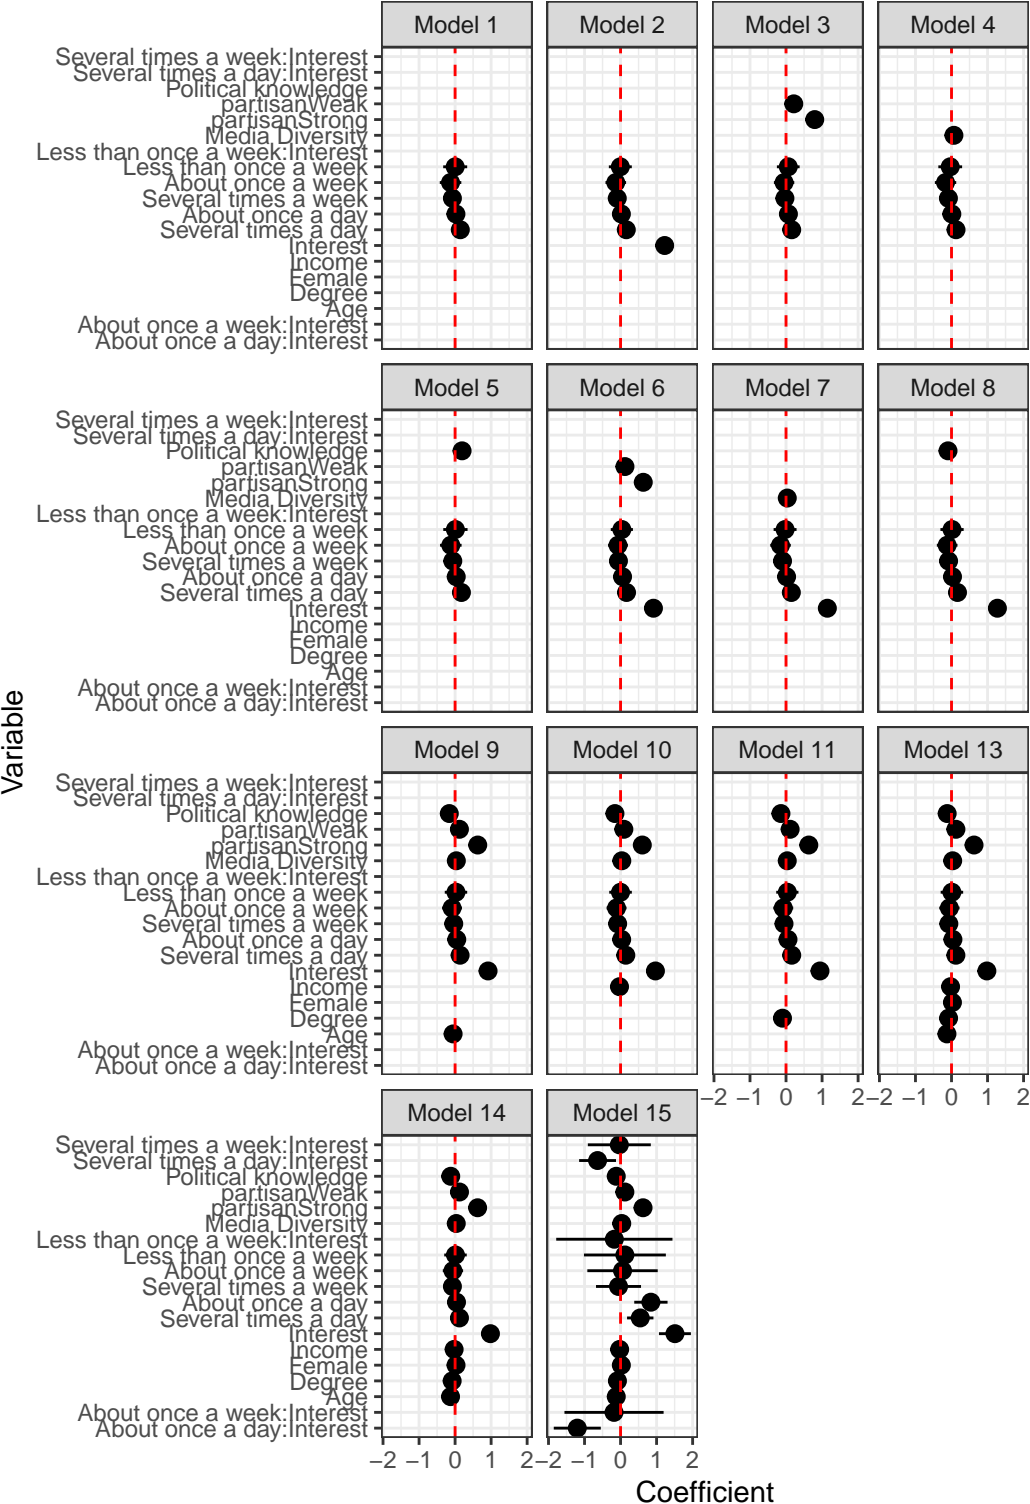 Model 1 Model 2 Model 3 Model 4
Several times a week:Interest
Several times a day:Interest
Political knowledge
partisanWeak
partisanStrong
Media Diversity
Less than once a week:Interest
Less than once a week
About once a week
Several times a week
About once a day
Several times a day
Interest
Income
Female
Degree
Age
About once a week:Interest
About once a day:Interest
Model 5 Model 6 Model 7 Model 8
Several times a week:Interest
Several times a day:Interest
Political knowledge
partisanWeak
partisanStrong
Media Diversity
Less than once a week:Interest
Less than once a week
About once a week
Several times a week
About once a day
Several times a day
Interest
Income
Female
Degree
Age
About once a week:Interest
About once a day:Interest
Variable
Model 9 Model 10 Model 11 Model 13
Several times a week:Interest
Several times a day:Interest
Political knowledge
partisanWeak
partisanStrong
Media Diversity
Less than once a week:Interest
Less than once a week
About once a week
Several times a week
About once a day
Several times a day
Interest
Income
Female
Degree
Age
About once a week:Interest
About once a day:Interest
−2 −1 0 1 2 −2 −1 0 1 2
Model 14 Model 15
Several times a week:Interest
Several times a day:Interest
Political knowledge
partisanWeak
partisanStrong
Media Diversity
Less than once a week:Interest
Less than once a week
About once a week
Several times a week
About once a day
Several times a day
Interest
Income
Female
Degree
Age
About once a week:Interest
About once a day:Interest
−2 −1 0 1 2 −2 −1 0 1 2
Coefficient